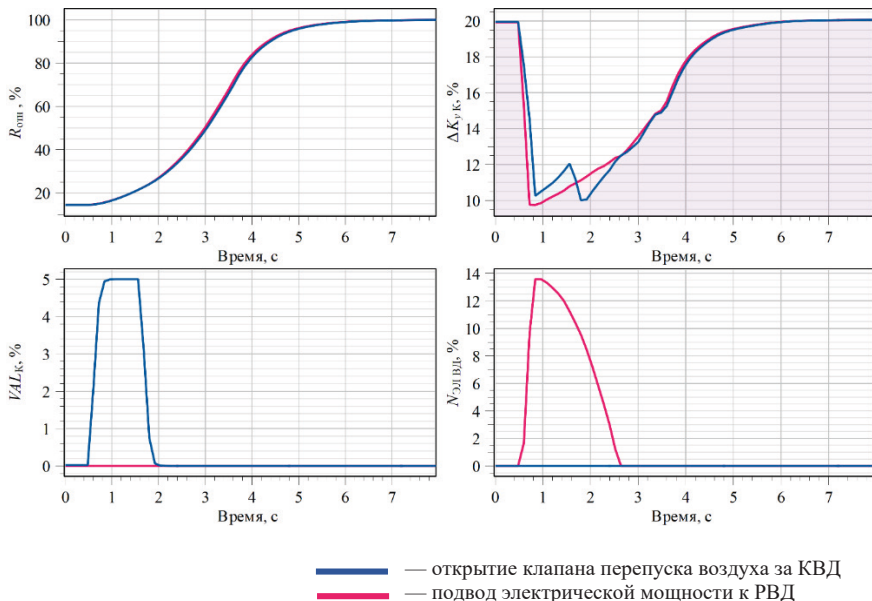 100
80
60
40
20
R_отн, %
0 1 2 3 4 5 6 7
Время, с
20
18
16
14
12
10
ΔK_у К, %
0 1 2 3 4 5 6 7
Время, с
5
4
3
2
1
0
VAL_К, %
0 1 2 3 4 5 6 7
Время, с
14
12
10
8
6
4
2
0
N_ЭЛ ВД, %
0 1 2 3 4 5 6 7
Время, с
— открытие клапана перепуска воздуха за КВД
— подвод электрической мощности к РВД